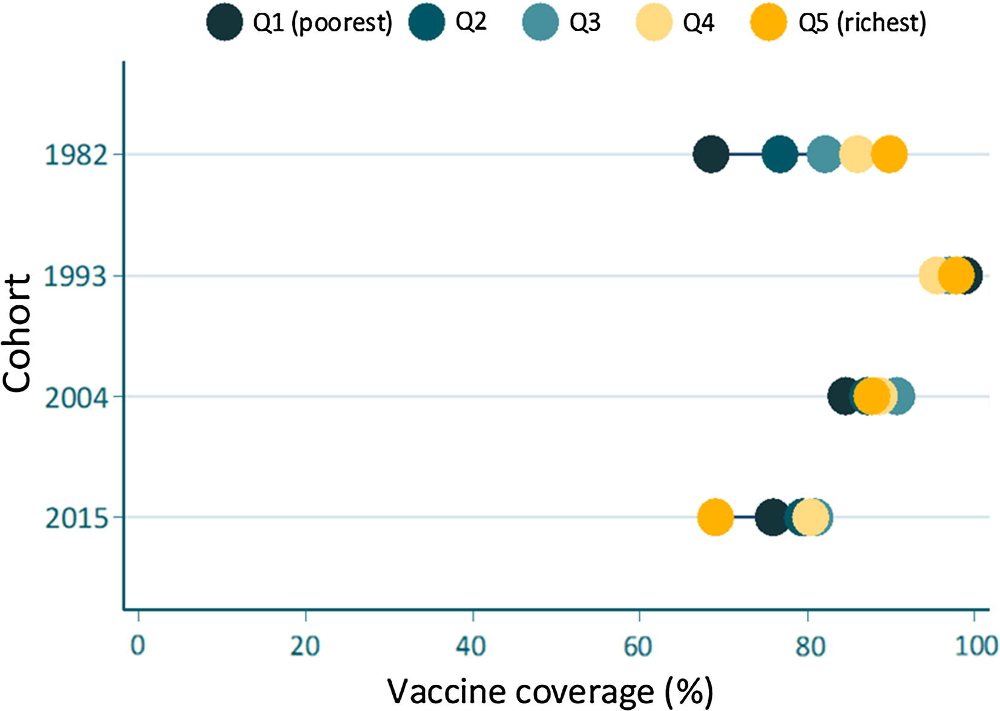 Q1 (poorest) Q2 Q3 Q4 Q5 (richest)
Cohort
1982
1993
2004
2015
0 20 40 60 80 100
Vaccine coverage (%)